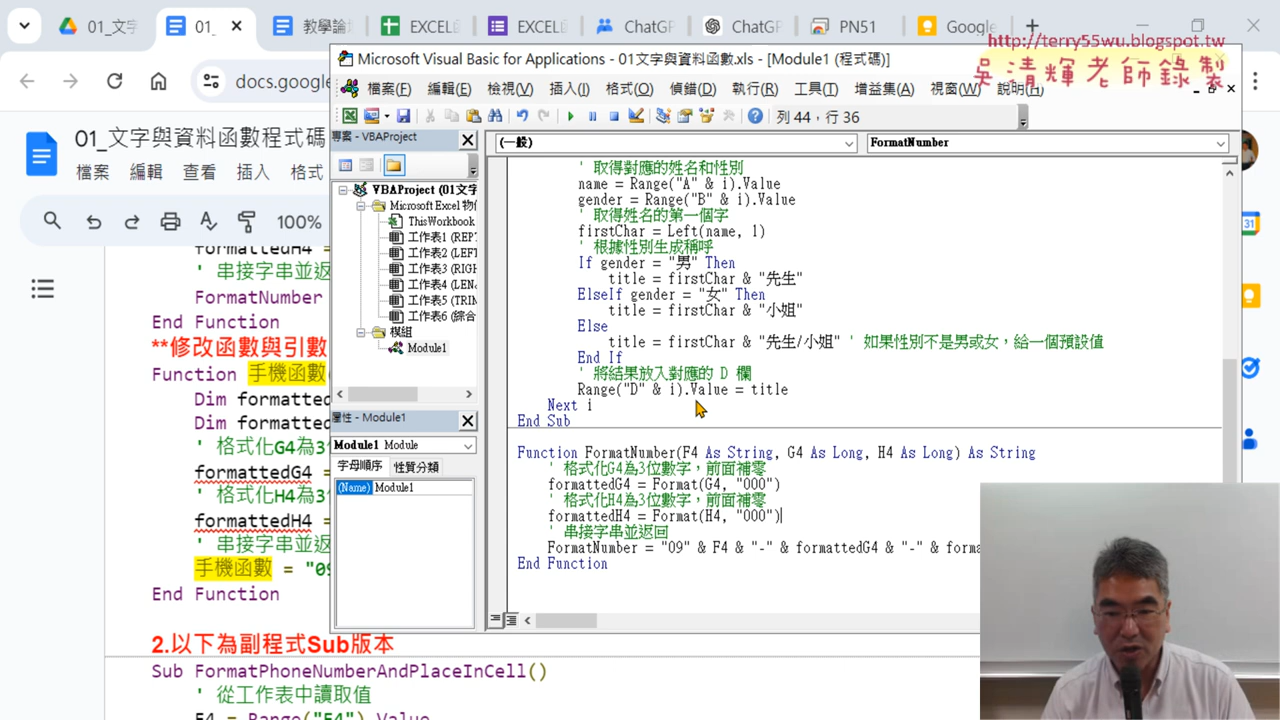 01_文字
01_
教學論
EXCEL
EXCEL
ChatGP
ChatGP
PN51
Google
http://terry55wu.blogspot.tw
吳清輝老師錄製
docs.google
01_文字與資料函數程式碼
檔案 編輯 查看 插入 格式
100%
Microsoft Visual Basic for Applications - 01文字與資料函數.xls - [Module1 (程式碼)]
檔案(F) 編輯(E) 檢視(V) 插入(I) 格式(O) 偵錯(D) 執行(R) 工具(T) 增益集(A) 視窗(W) 說明(H)
列 44，行 36
專案 - VBAProject
VBAProject (01文字
Microsoft Excel 物件
ThisWorkbook
工作表1 (REP
工作表2 (LEF
工作表3 (RIG
工作表4 (LEN
工作表5 (TRIN
工作表6 (綜合
模組
Module1
屬性 - Module1
Module1 Module
字母順序 性質分類
(Name) Module1
(一般)
FormatNumber
' 取得對應的姓名和性別
name = Range("A" & i).Value
gender = Range("B" & i).Value
' 取得姓名的第一個字
firstChar = Left(name, 1)
' 根據性別生成稱呼
If gender = "男" Then
title = firstChar & "先生"
ElseIf gender = "女" Then
title = firstChar & "小姐"
Else
title = firstChar & "先生/小姐" ' 如果性別不是男或女，給一個預設值
End If
' 將結果放入對應的 D 欄
Range("D" & i).Value = title
Next i
End Sub
Function FormatNumber(F4 As String, G4 As Long, H4 As Long) As String
' 格式化G4為3位數字，前面補零
formattedG4 = Format(G4, "000")
' 格式化H4為3位數字，前面補零
formattedH4 = Format(H4, "000")
' 串接字串並返回
FormatNumber = "09" & F4 & "-" & formattedG4 & "-" & forma
End Function
formattedH4 =
' 串接字串並返
FormatNumber
End Function
**修改函數與引數
Function 手機函數
Dim formatted
Dim formatted
' 格式化G4為3
formattedG4 =
' 格式化H4為3
formattedH4 =
' 串接字串並返
手機函數 = "09
End Function
2.以下為副程式Sub版本
Sub FormatPhoneNumberAndPlaceInCell()
' 從工作表中讀取值
F4 = Range("F4").Value